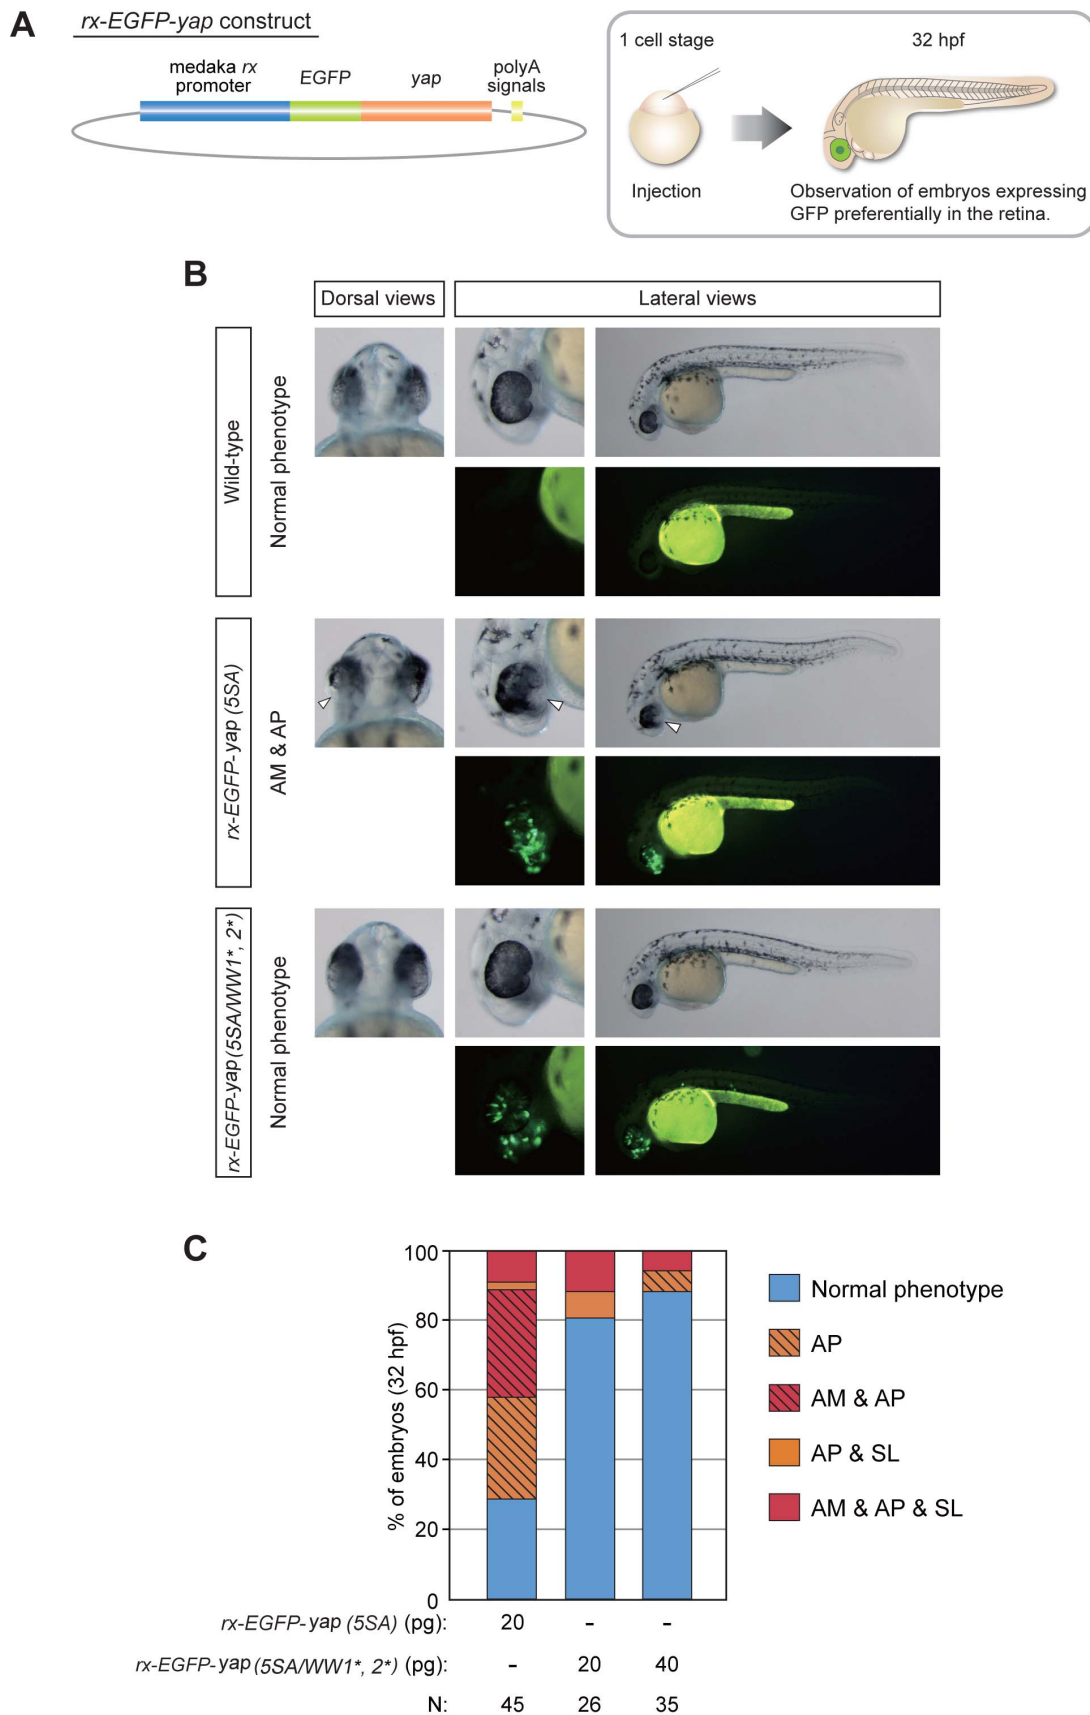 A
rx-EGFP-yap construct
medaka rx
promoter
EGFP
yap
polyA
signals
1 cell stage
32 hpf
Injection
Observation of embryos expressing
GFP preferentially in the retina.
B
Dorsal views
Lateral views
Wild-type
Normal phenotype
rx-EGFP-yap (5SA)
AM & AP
rx-EGFP-yap (5SA/WW1*, 2*)
Normal phenotype
C
% of embryos (32 hpf)
100
80
60
40
20
0
Normal phenotype
AP
AM & AP
AP & SL
AM & AP & SL
rx-EGFP-yap (5SA) (pg): 20 - -
rx-EGFP-yap (5SA/WW1*, 2*) (pg): - 20 40
N: 45 26 35